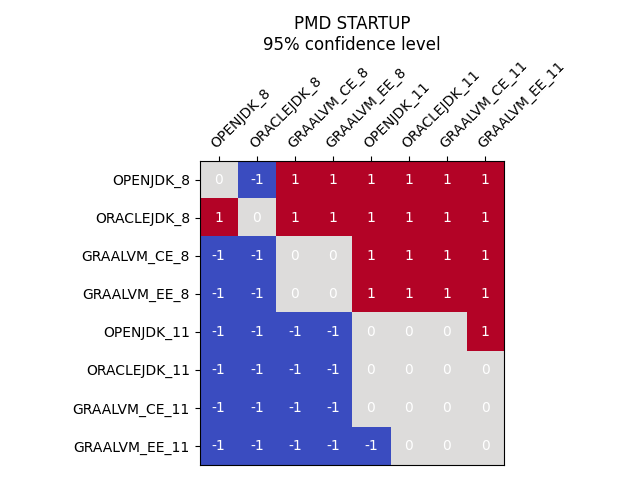 PMD STARTUP
95% confidence level
OPENJDK_8 ORACLEJDK_8 GRAALVM_CE_8 GRAALVM_EE_8 OPENJDK_11 ORACLEJDK_11 GRAALVM_CE_11 GRAALVM_EE_11
OPENJDK_8 0 -1 1 1 1 1 1 1
ORACLEJDK_8 1 0 1 1 1 1 1 1
GRAALVM_CE_8 -1 -1 0 0 1 1 1 1
GRAALVM_EE_8 -1 -1 0 0 1 1 1 1
OPENJDK_11 -1 -1 -1 -1 0 0 0 1
ORACLEJDK_11 -1 -1 -1 -1 0 0 0 0
GRAALVM_CE_11 -1 -1 -1 -1 0 0 0 0
GRAALVM_EE_11 -1 -1 -1 -1 -1 0 0 0